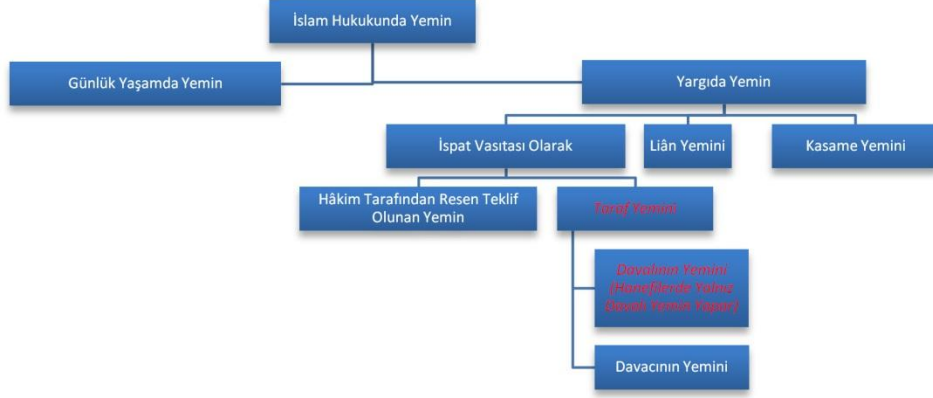 İslam Hukukunda Yemin
Günlük Yaşamda Yemin
Yargıda Yemin
İspat Vasıtası Olarak
Liân Yemini
Kasame Yemini
Hâkim Tarafından Resen Teklif
Olunan Yemin
Taraf Yemini
Davalının Yemini
(Hanefilerde Yalnız
Davalı Yemin Yapar)
Davacının Yemini